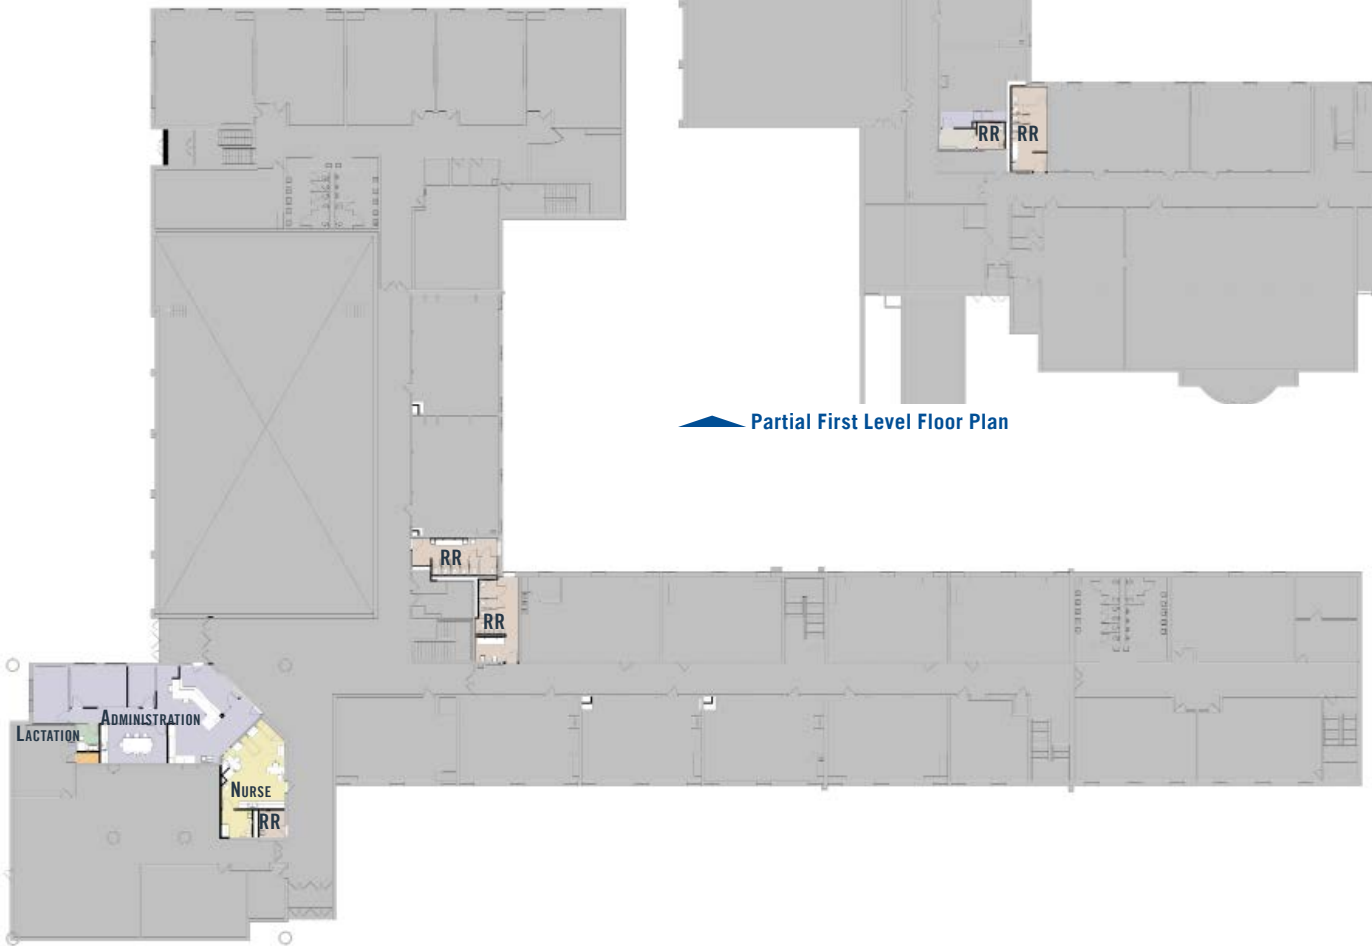 RR RR
Partial First Level Floor Plan
RR
RR
ADMINISTRATION
LACTATION
NURSE
RR